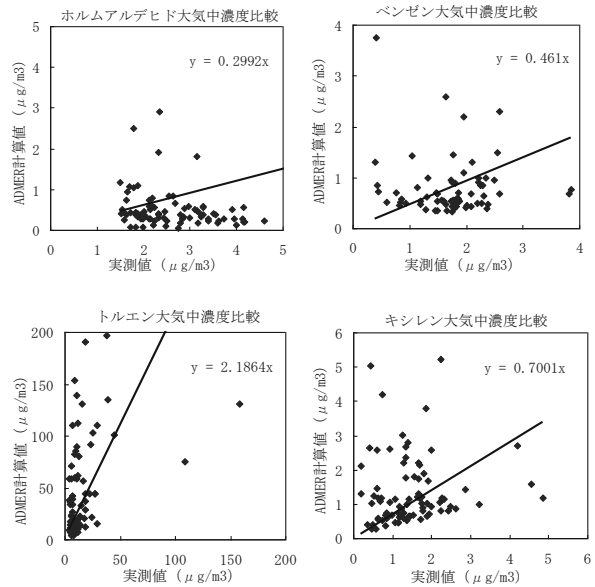 ホルムアルデヒド大気中濃度比較
ADMER計算値 (μg/m3)
5
4
3
2
1
0
y = 0.2992x
0
1
2
3
4
5
実測値 (μg/m3)
ベンゼン大気中濃度比較
ADMER計算値 (μg/m3)
4
3
2
1
0
y = 0.461x
0
1
2
3
4
実測値 (μg/m3)
トルエン大気中濃度比較
ADMER計算値 (μg/m3)
200
150
100
50
0
y = 2.1864x
0
50
100
150
200
実測値 (μg/m3)
キシレン大気中濃度比較
ADMER計算値 (μg/m3)
6
5
4
3
2
1
0
y = 0.7001x
0
1
2
3
4
5
6
実測値 (μg/m3)